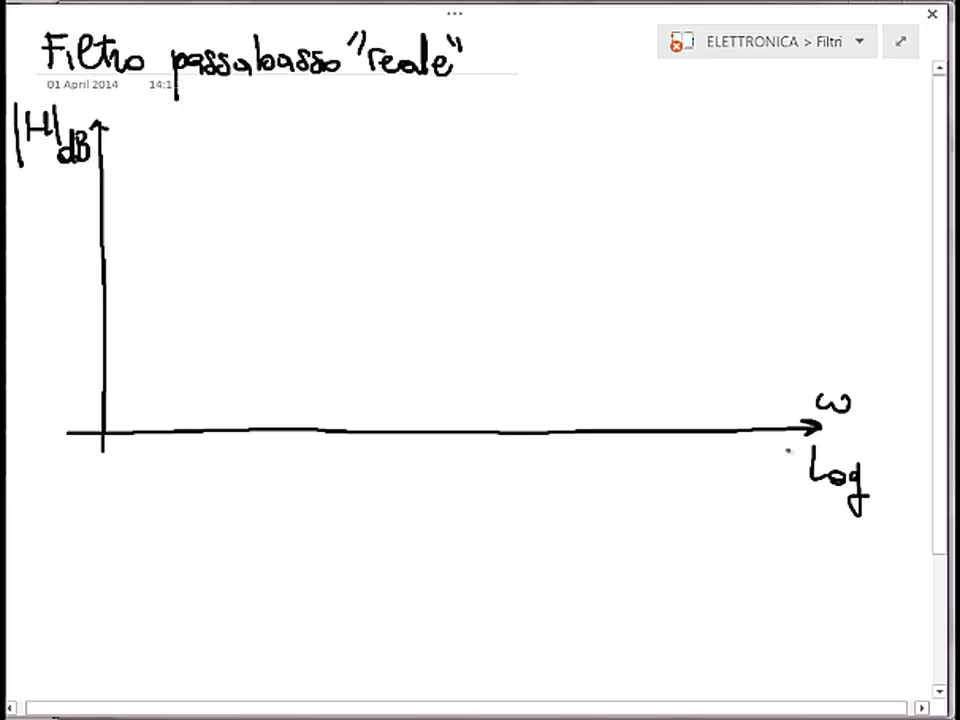 Filtro passabasso "reale"
ELETTRONICA > Filtri
01 April 2014
|H|dB
ω
Log